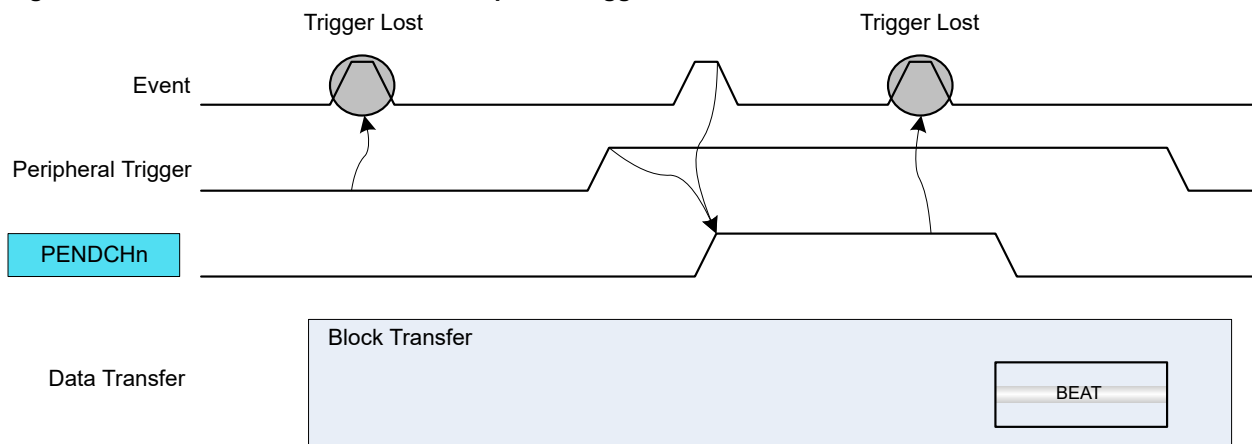 Trigger Lost
Trigger Lost
Event
Peripheral Trigger
PENDCHn
Block Transfer
Data Transfer
BEAT